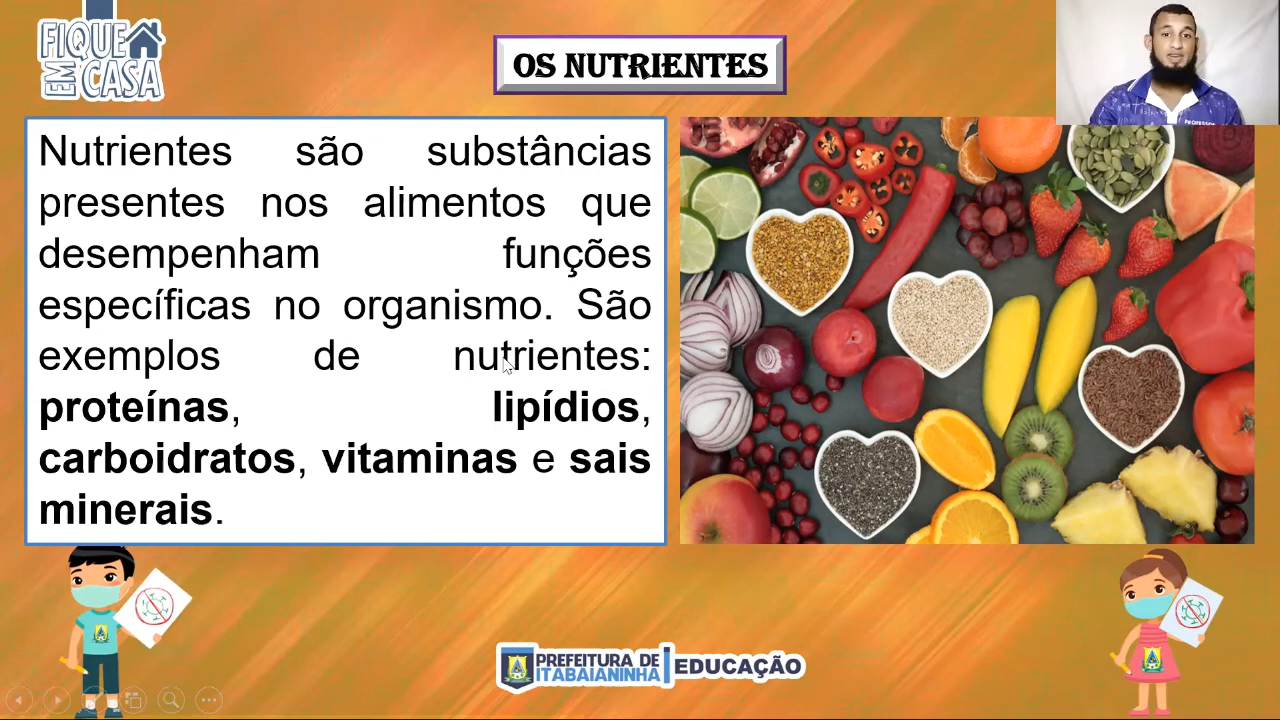 FIQUE
EM CASA
OS NUTRIENTES
PROFESSOR
Nutrientes são substâncias
presentes nos alimentos que
desempenham funções
específicas no organismo. São
exemplos de nutrientes:
proteínas, lipídios,
carboidratos, vitaminas e sais
minerais.
PREFEITURA DE
ITABAIANINHA
EDUCAÇÃO